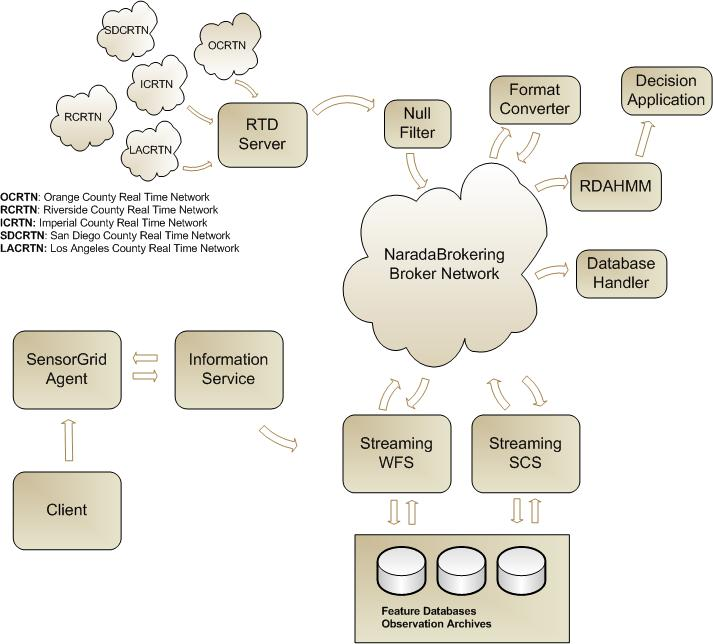 SDCRTN
OCRTN
ICRTN
RCRTN
LACRTN
RTD
Server
Null
Filter
Format
Converter
Decision
Application
RDAHMM
OCRTN: Orange County Real Time Network
RCRTN: Riverside County Real Time Network
ICRTN: Imperial County Real Time Network
SDCRTN: San Diego County Real Time Network
LACRTN: Los Angeles County Real Time Network
NaradaBrokering
Broker Network
Database
Handler
SensorGrid
Agent
Information
Service
Streaming
WFS
Streaming
SCS
Client
Feature Databases
Observation Archives